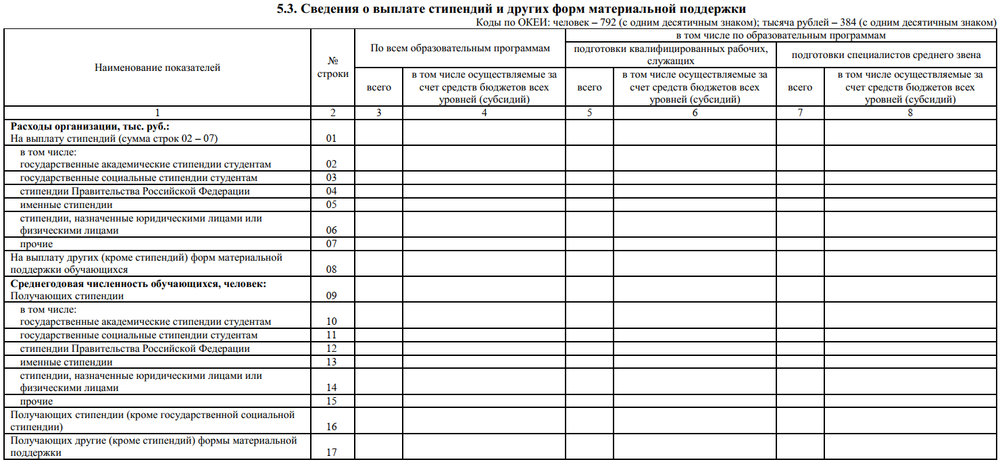 5.3. Сведения о выплате стипендий и других форм материальной поддержки
Коды по ОКЕИ: человек – 792 (с одним десятичным знаком); тысяча рублей – 384 (с одним десятичным знаком)
Наименование показателей
№
строки
По всем образовательным программам
в том числе по образовательным программам
подготовки квалифицированных рабочих,
служащих
подготовки специалистов среднего звена
всего
в том числе осуществляемые за
счет средств бюджетов всех
уровней (субсидий)
всего
в том числе осуществляемые за
счет средств бюджетов всех
уровней (субсидий)
всего
в том числе осуществляемые за
счет средств бюджетов всех
уровней (субсидий)
1 2 3 4 5 6 7 8
Расходы организации, тыс. руб.:
На выплату стипендий (сумма строк 02 – 07) 01
в том числе:
государственные академические стипендии студентам 02
государственные социальные стипендии студентам 03
стипендии Правительства Российской Федерации 04
именные стипендии 05
стипендии, назначенные юридическими лицами или
физическими лицами 06
прочие 07
На выплату других (кроме стипендий) форм материальной
поддержки обучающихся 08
Среднегодовая численность обучающихся, человек:
Получающих стипендии 09
в том числе:
государственные академические стипендии студентам 10
государственные социальные стипендии студентам 11
стипендии Правительства Российской Федерации 12
именные стипендии 13
стипендии, назначенные юридическими лицами или
физическими лицами 14
прочие 15
Получающих стипендии (кроме государственной социальной
стипендии) 16
Получающих другие (кроме стипендий) формы материальной
поддержки 17